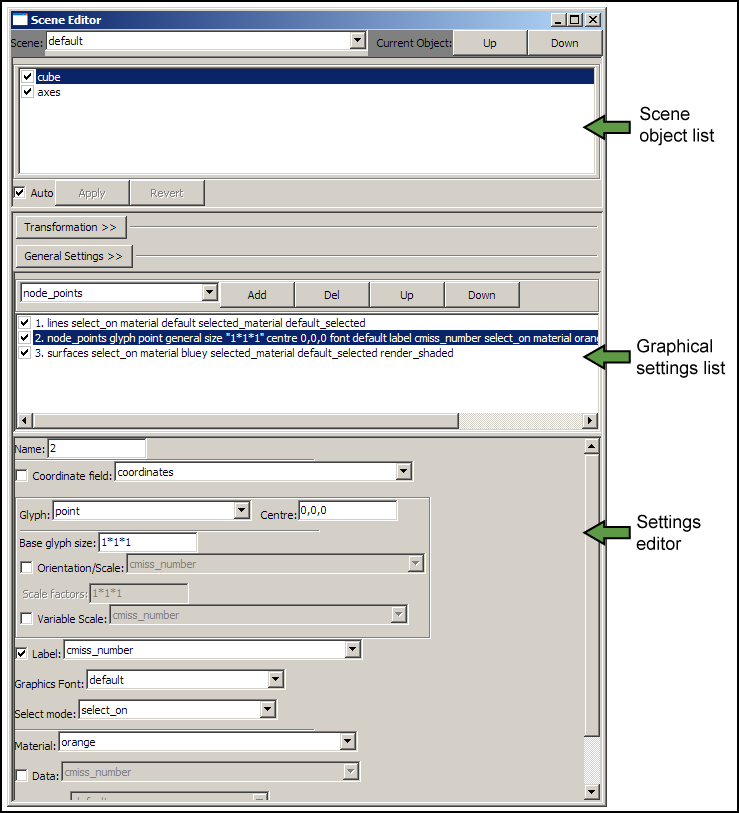 Scene Editor
Scene: default Current Object: Up Down
cube
axes
Scene
object list
Auto Apply Revert
Transformation >>
General Settings >>
node_points Add Del Up Down
1. lines select_on material default selected_material default_selected
2. node_points glyph point general size "1*1*1" centre 0,0,0 font default label cmiss_number select_on material oran
3. surfaces select_on material bluey selected_material default_selected render_shaded
Graphical
settings list
Name: 2
Coordinate field: coordinates
Glyph: point Centre: 0,0,0
Base glyph size: 1*1*1
Settings
editor
Orientation/Scale: cmiss_number
Scale factors: 1*1*1
Variable Scale: cmiss_number
Label: cmiss_number
Graphics Font: default
Select mode: select_on
Material: orange
Data: cmiss_number